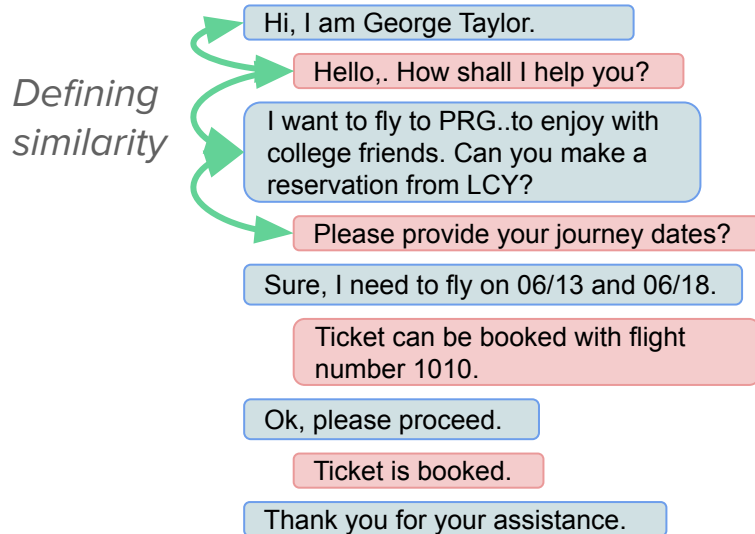 Hi, I am George Taylor.
Hello,. How shall I help you?
Defining
similarity
I want to fly to PRG..to enjoy with
college friends. Can you make a
reservation from LCY?
Please provide your journey dates?
Sure, I need to fly on 06/13 and 06/18.
Ticket can be booked with flight
number 1010.
Ok, please proceed.
Ticket is booked.
Thank you for your assistance.